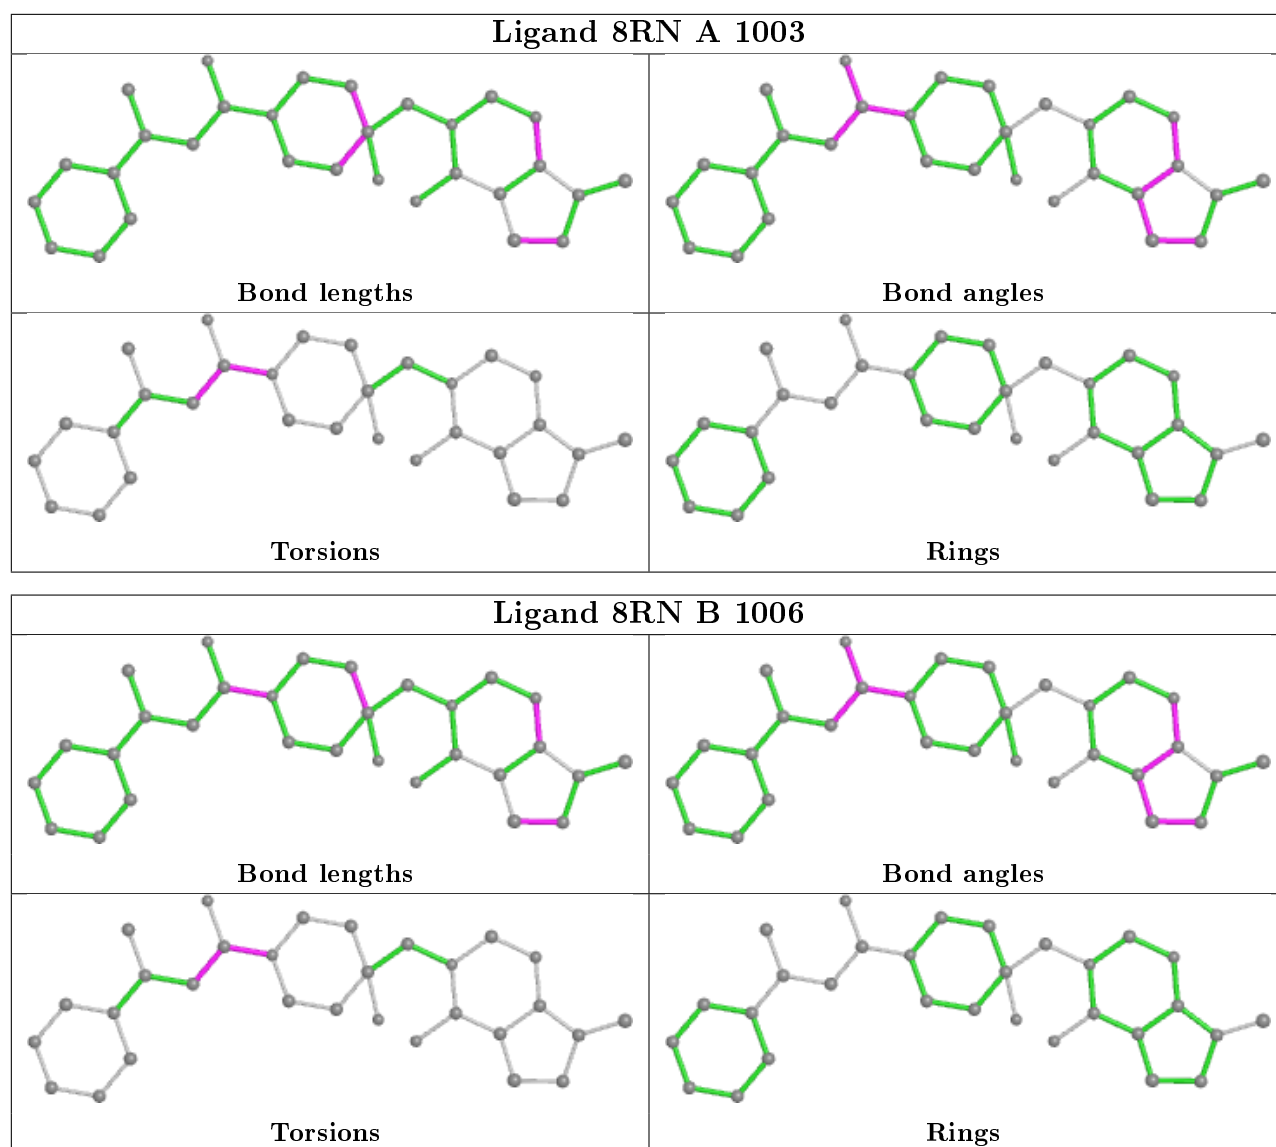 Ligand 8RN A 1003
Bond lengths
Bond angles
Torsions
Rings
Ligand 8RN B 1006
Bond lengths
Bond angles
Torsions
Rings